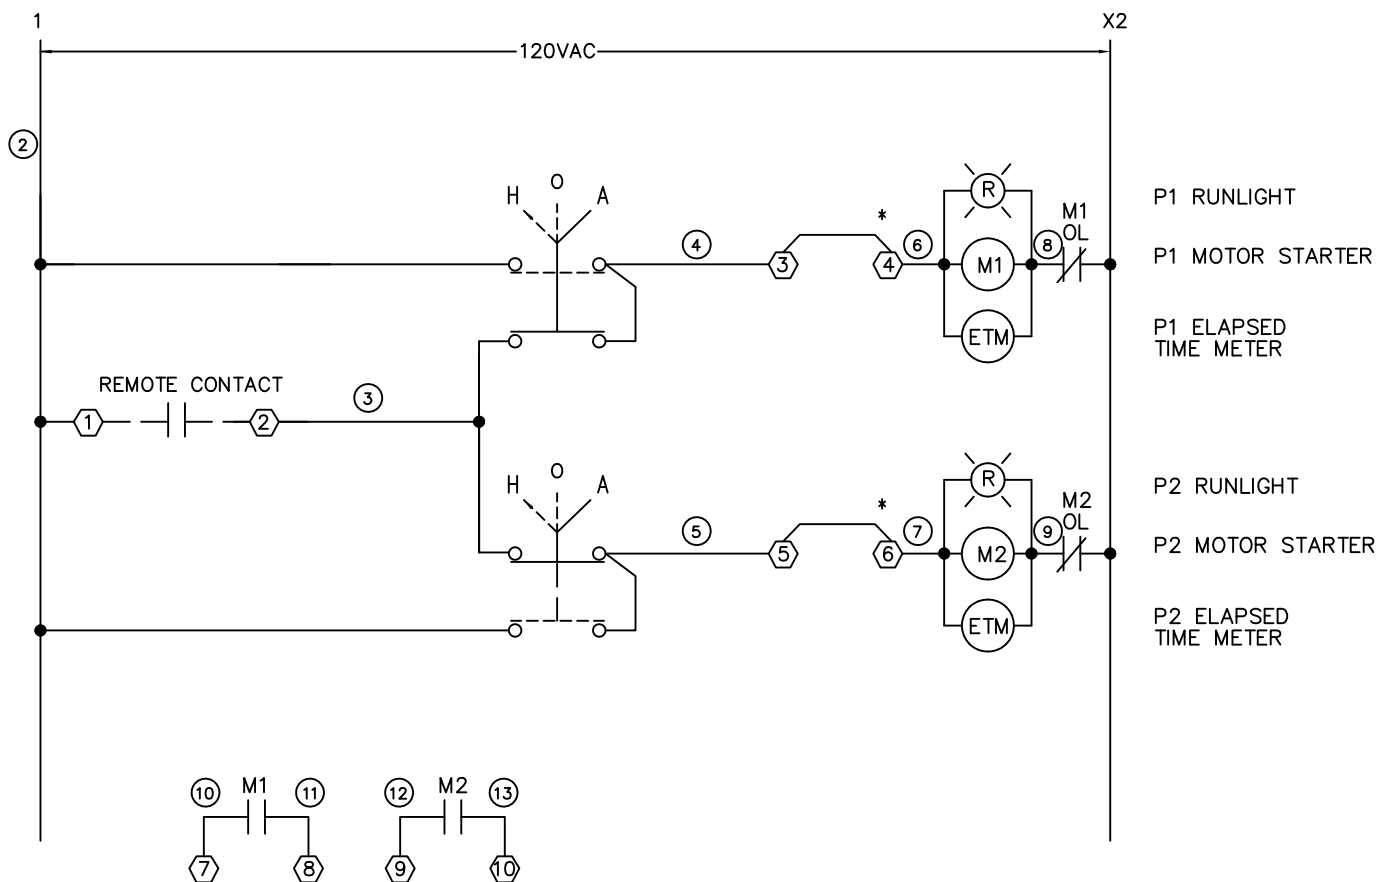 1
X2
120VAC
2
H O A
4
*
6
R
M1
OL
8
3
4
M1
ETM
P1 RUNLIGHT
P1 MOTOR STARTER
P1 ELAPSED
TIME METER
REMOTE CONTACT
3
1
2
H O A
5
*
7
R
M2
OL
9
5
6
M2
ETM
P2 RUNLIGHT
P2 MOTOR STARTER
P2 ELAPSED
TIME METER
10 M1 11
12 M2 13
7
8
9
10